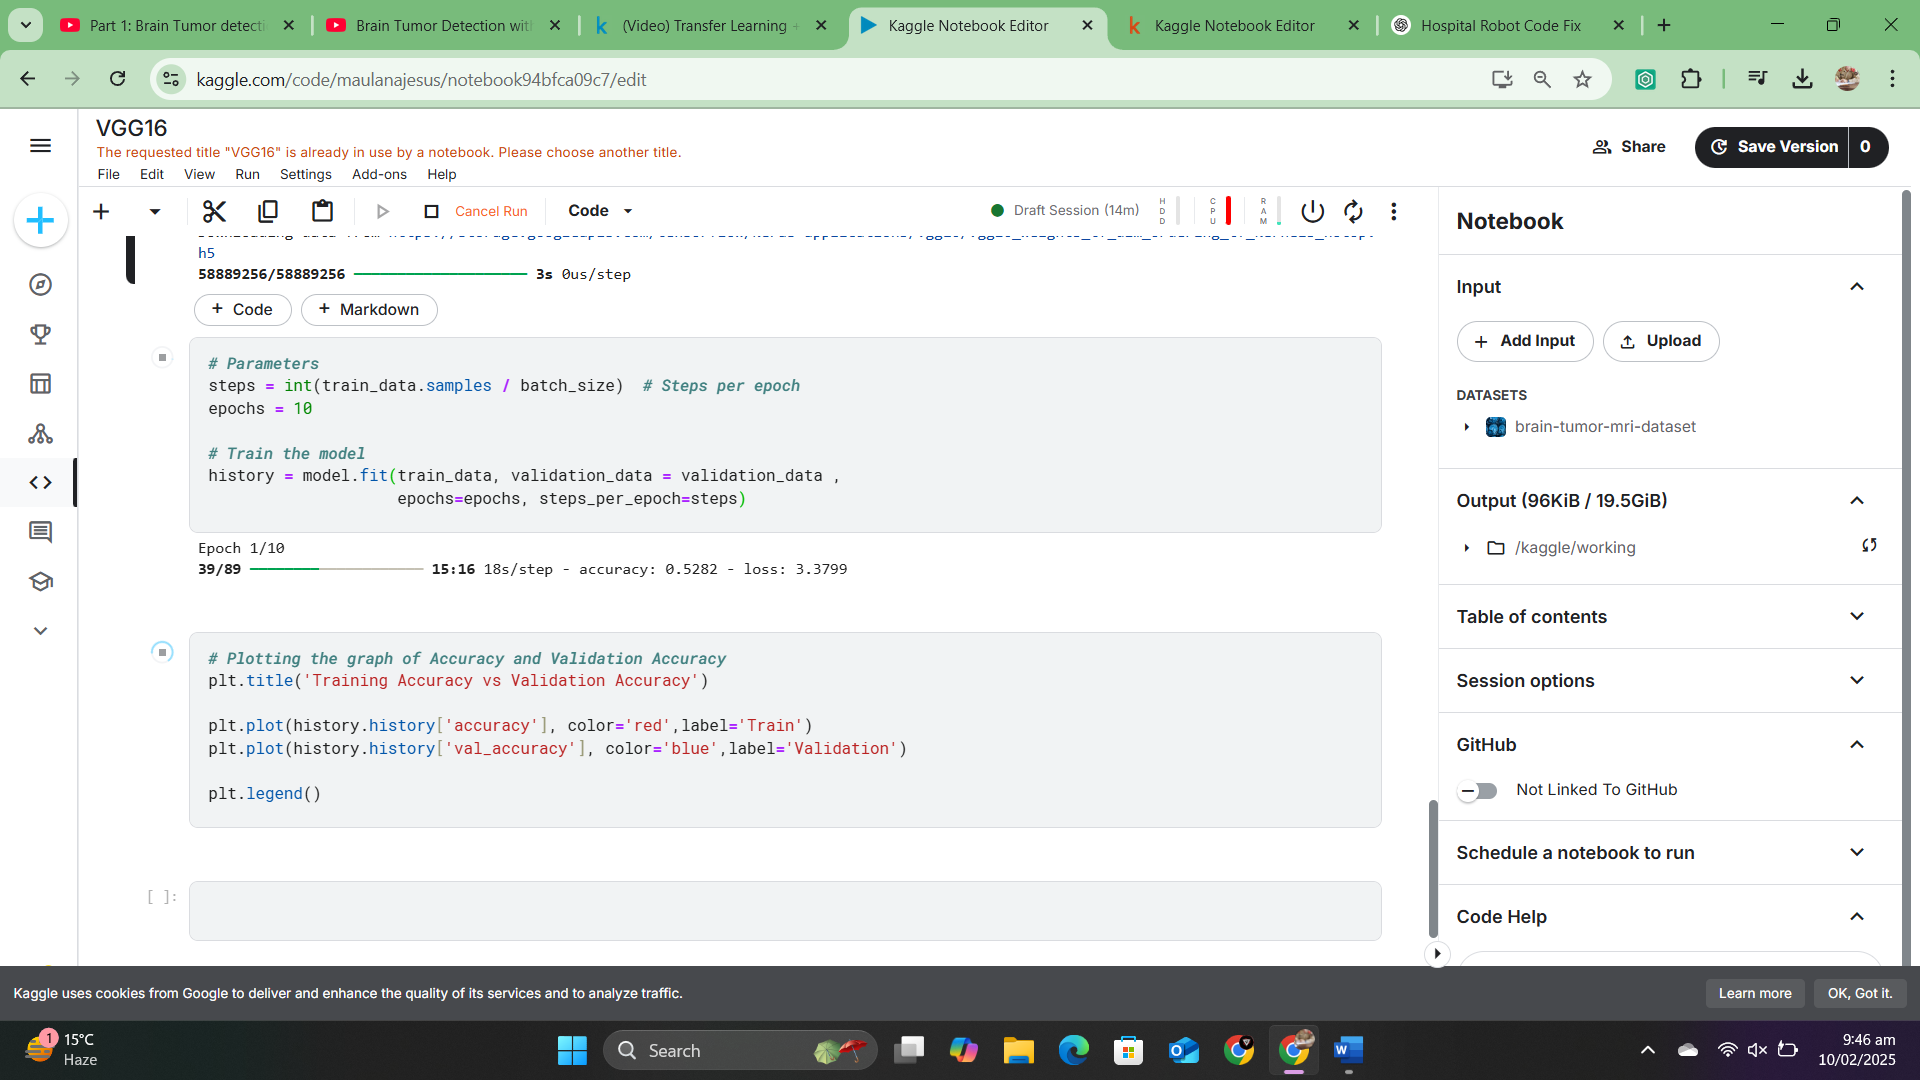 Part 1: Brain Tumor detecti
Brain Tumor Detection with
(Video) Transfer Learning +
Kaggle Notebook Editor
Kaggle Notebook Editor
Hospital Robot Code Fix
kaggle.com/code/maulanajesus/notebook94bfca09c7/edit
VGG16
The requested title "VGG16" is already in use by a notebook. Please choose another title.
File Edit View Run Settings Add-ons Help
Share
Save Version 0
Cancel Run
Code
Draft Session (14m)
HDD
CPU
RAM
h5
58889256/58889256 3s 0us/step
+ Code
+ Markdown
# Parameters
steps = int(train_data.samples / batch_size)  # Steps per epoch
epochs = 10
# Train the model
history = model.fit(train_data, validation_data = validation_data ,
epochs=epochs, steps_per_epoch=steps)
Epoch 1/10
39/89 15:16 18s/step - accuracy: 0.5282 - loss: 3.3799
# Plotting the graph of Accuracy and Validation Accuracy
plt.title('Training Accuracy vs Validation Accuracy')
plt.plot(history.history['accuracy'], color='red',label='Train')
plt.plot(history.history['val_accuracy'], color='blue',label='Validation')
plt.legend()
[ ]:
Notebook
Input
+ Add Input
Upload
DATASETS
brain-tumor-mri-dataset
Output (96KiB / 19.5GiB)
/kaggle/working
Table of contents
Session options
GitHub
Not Linked To GitHub
Schedule a notebook to run
Code Help
Kaggle uses cookies from Google to deliver and enhance the quality of its services and to analyze traffic.
Learn more
OK, Got it.
1
15°C
Haze
Search
9:46 am
10/02/2025